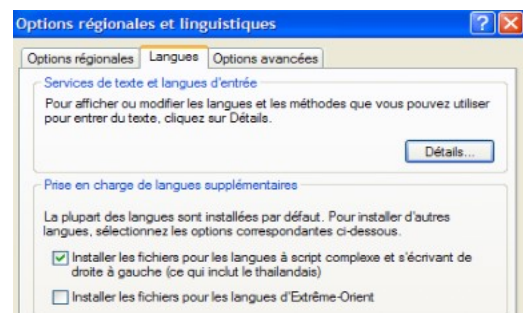 Options régionales et linguistiques
Options régionales Langues Options avancées
Services de texte et langues d'entrée
Pour afficher ou modifier les langues et les méthodes que vous pouvez utiliser
pour entrer du texte, cliquez sur Détails.
Détails...
Prise en charge de langues supplémentaires
La plupart des langues sont installées par défaut. Pour installer d'autres
langues, sélectionnez les options correspondantes ci-dessous.
Installer les fichiers pour les langues à script complexe et s'écrivant de
droite à gauche (ce qui inclut le thaïlandais)
Installer les fichiers pour les langues d'Extrême-Orient